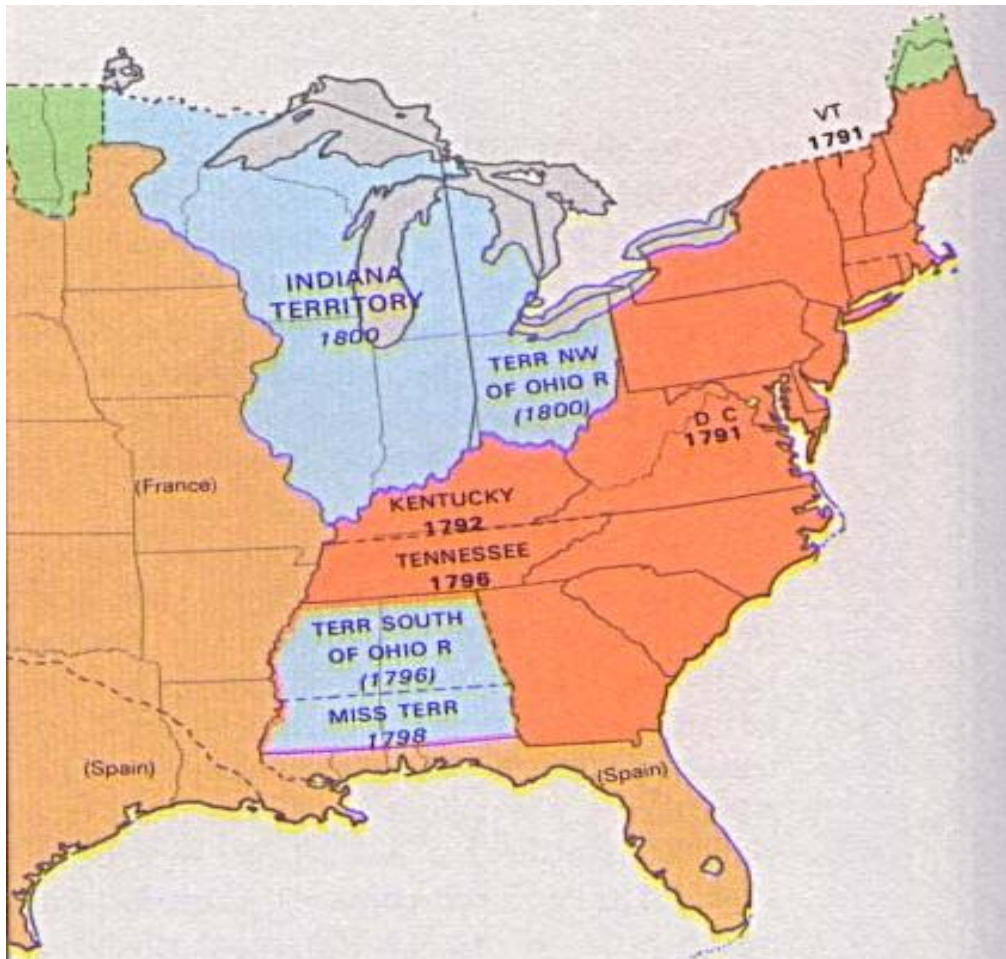 VT
1791
INDIANA
TERRITORY
1800
TERR NW
OF OHIO R
(1800)
D C
1791
(France)
KENTUCKY
1792
TENNESSEE
1796
TERR SOUTH
OF OHIO R
(1796)
MISS TERR
1798
(Spain)
(Spain)